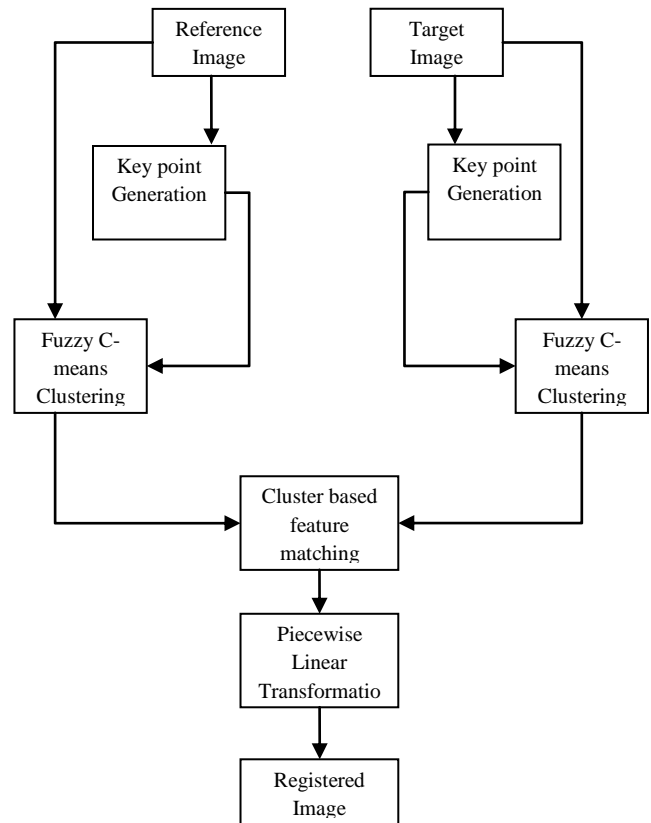 Reference
Image
Target
Image
Key point
Generation
Key point
Generation
Fuzzy C-
means
Clustering
Fuzzy C-
means
Clustering
Cluster based
feature
matching
Piecewise
Linear
Transformatio
Registered
Image